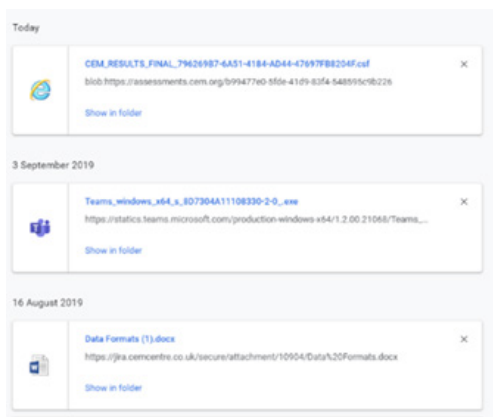 Today
CEM_RESULTS_FINAL_796269B7-6A51-4184-AD44-47697FB8204F.csf
blob:https://assessments.cem.org/b99477e0-5fde-41d9-83f4-548595c9b226
Show in folder
3 September 2019
Teams_windows_x64_s_8D7304A11108330-2-0_.exe
https://statics.teams.microsoft.com/production-windows-x64/1.2.00.21068/Teams_...
Show in folder
16 August 2019
Data Formats (1).docx
https://jira.cemcentre.co.uk/secure/attachment/10904/Data%20Formats.docx
Show in folder